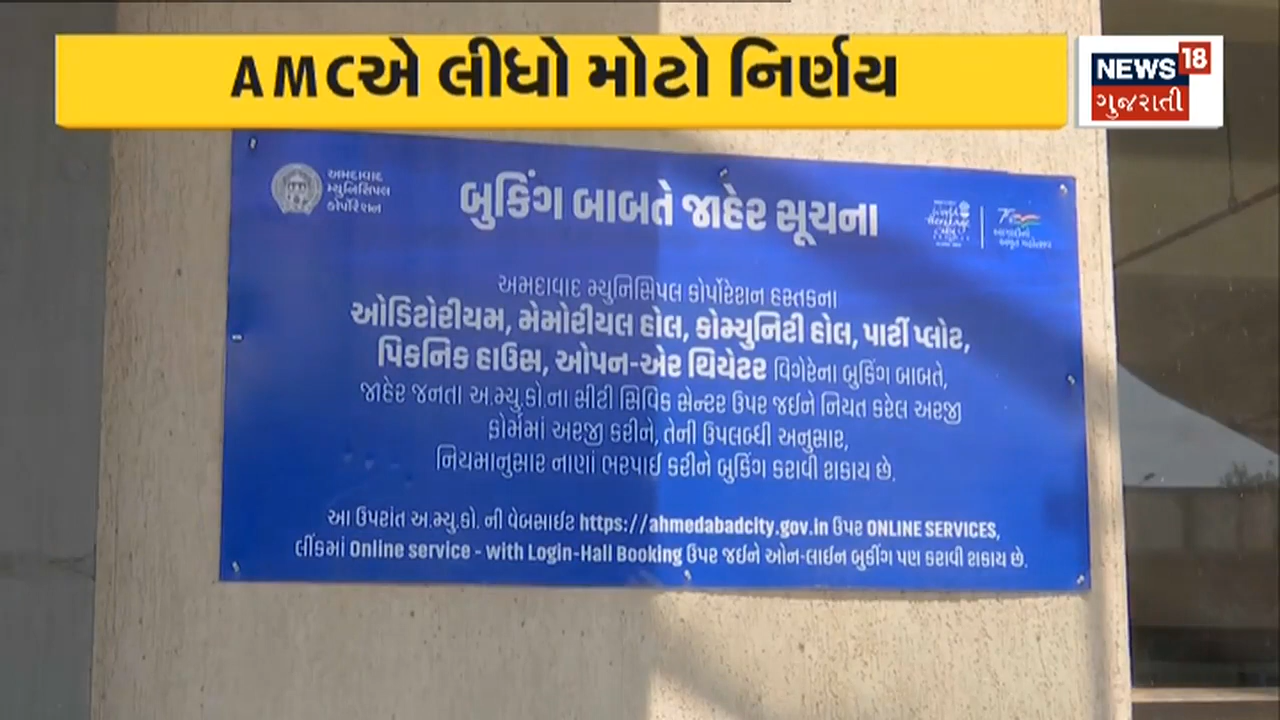 AMCએ લીધો મોટો નિર્ણય
NEWS 18
ગુજરાતી
અમદાવાદ
મ્યુનિસિપલ
કોર્પોરેશન
બુકિંગ બાબતે જાહેર સૂચના
અમદાવાદ મ્યુનિસિપલ કોર્પોરેશન હસ્તકના
ઓડિટોરીયમ, મેમોરીયલ હોલ, કોમ્યુનિટી હોલ, પાર્ટી પ્લોટ,
પિકનિક હાઉસ, ઓપન-એર થિયેટર વિગેરેના બુકિંગ બાબતે,
જાહેર જનતા અ.મ્યુ.કો.ના સીટી સિવિક સેન્ટર ઉપર જઈને નિયત કરેલ અરજી
ફોર્મમાં અરજી કરીને, તેની ઉપલબ્ધી અનુસાર,
નિયમાનુસાર નાણાં ભરપાઈ કરીને બુકિંગ કરાવી શકાય છે.
આ ઉપરાંત અ.મ્યુ.કો. ની વેબસાઈટ https://ahmedabadcity.gov.in ઉપર ONLINE SERVICES,
લીંકમાં Online service - with Login-Hall Booking ઉપર જઈને ઓન-લાઈન બુકીંગ પણ કરાવી શકાય છે.